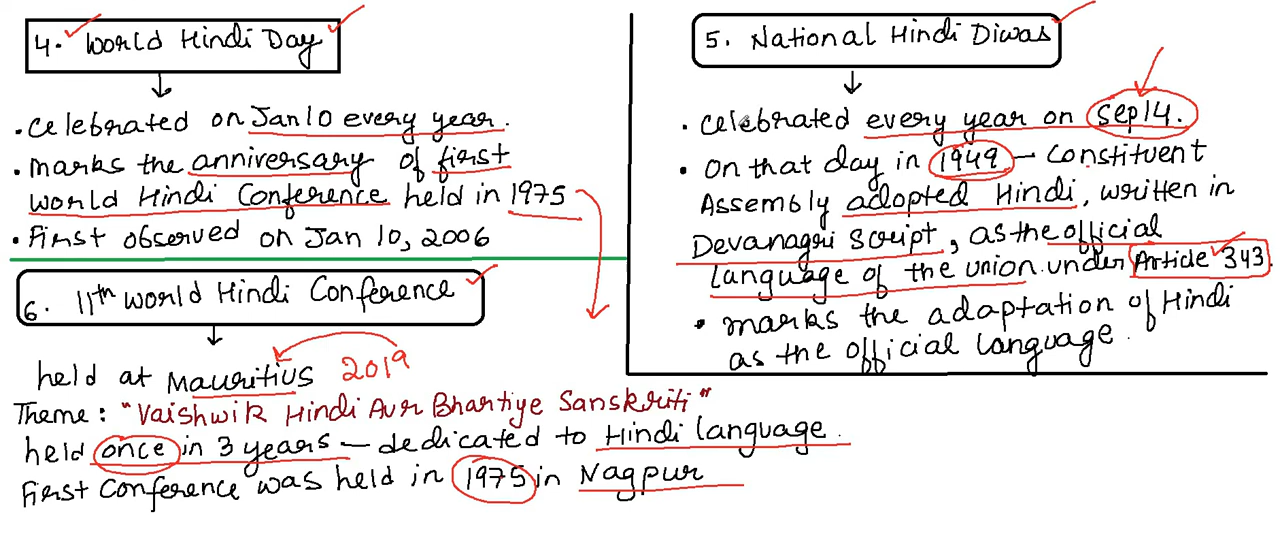 4. World Hindi Day
• celebrated on Jan 10 every year.
• marks the anniversary of first
world Hindi Conference held in 1975
• First observed on Jan 10, 2006
5. National Hindi Diwas
• celebrated every year on Sep 14.
• on that day in 1949 – Constituent
Assembly adopted Hindi, written in
Devanagri Script, as the official
language of the union under Article 343.
• marks the adaptation of Hindi
as the official language.
6. 11th world Hindi Conference
held at Mauritius 2019
Theme: "Vaishwik Hindi Aur Bhartiye Sanskriti"
held once in 3 years – dedicated to Hindi language.
First Conference was held in 1975 in Nagpur